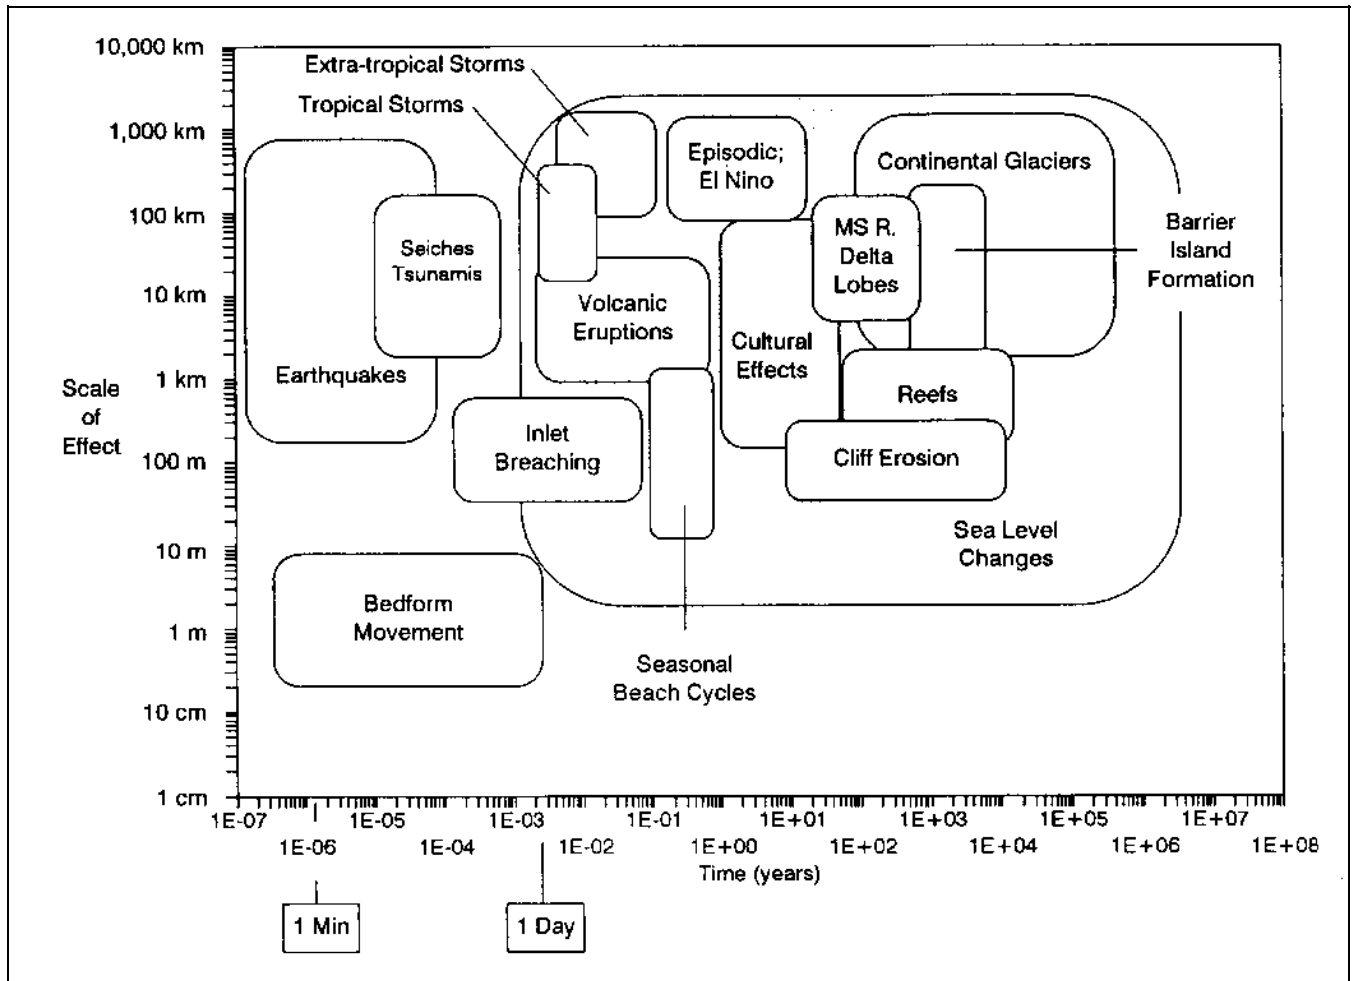 10,000 km
Extra-tropical Storms
Tropical Storms
1,000 km
Episodic;
El Nino
Continental Glaciers
100 km
MS R.
Delta
Lobes
Barrier
Island
Formation
Seiches
Tsunamis
10 km
Volcanic
Eruptions
Cultural
Effects
Earthquakes
1 km
Scale
of
Effect
Reefs
Inlet
Breaching
Cliff Erosion
100 m
Sea Level
Changes
10 m
Bedform
Movement
1 m
Seasonal
Beach Cycles
10 cm
1 cm
1E-07 1E-05 1E-03 1E-01 1E+01 1E+03 1E+05 1E+07
1E-06 1E-04 1E-02 1E+00 1E+02 1E+04 1E+06 1E+08
Time (years)
1 Min
1 Day